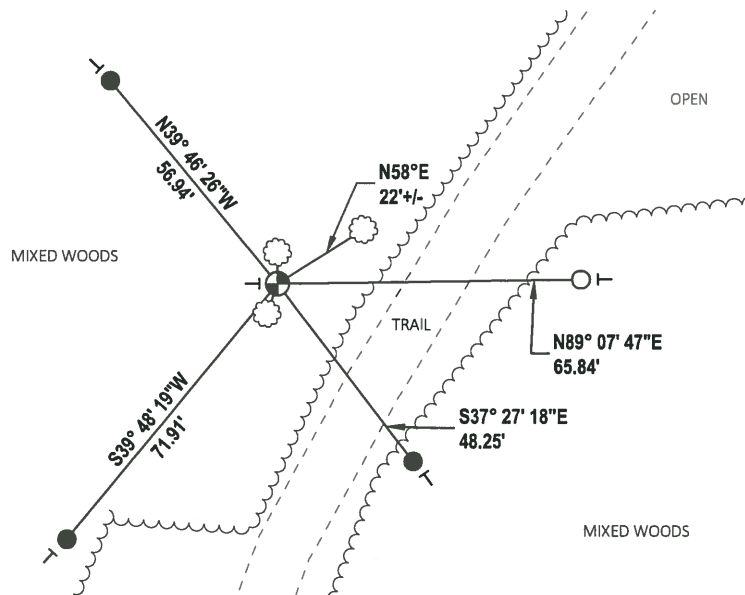 OPEN
N39° 46' 26"W
56.94'
N58°E
22'+/-
MIXED WOODS
TRAIL
N89° 07' 47"E
65.84'
S39° 48' 19"W
71.91'
S37° 27' 18"E
48.25'
MIXED WOODS